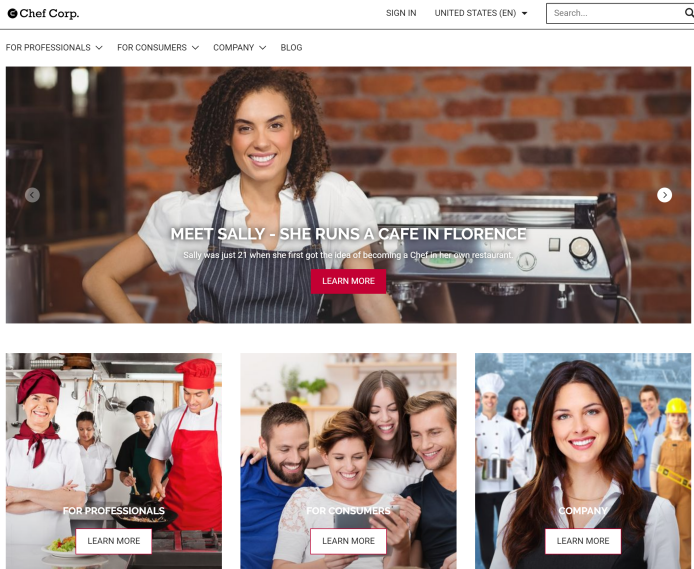 Chef Corp.
SIGN IN
UNITED STATES (EN)
Search...
FOR PROFESSIONALS
FOR CONSUMERS
COMPANY
BLOG
MEET SALLY - SHE RUNS A CAFE IN FLORENCE
Sally was just 21 when she first got the idea of becoming a Chef in her own restaurant.
LEARN MORE
FOR PROFESSIONALS
LEARN MORE
FOR CONSUMERS
LEARN MORE
COMPANY
LEARN MORE